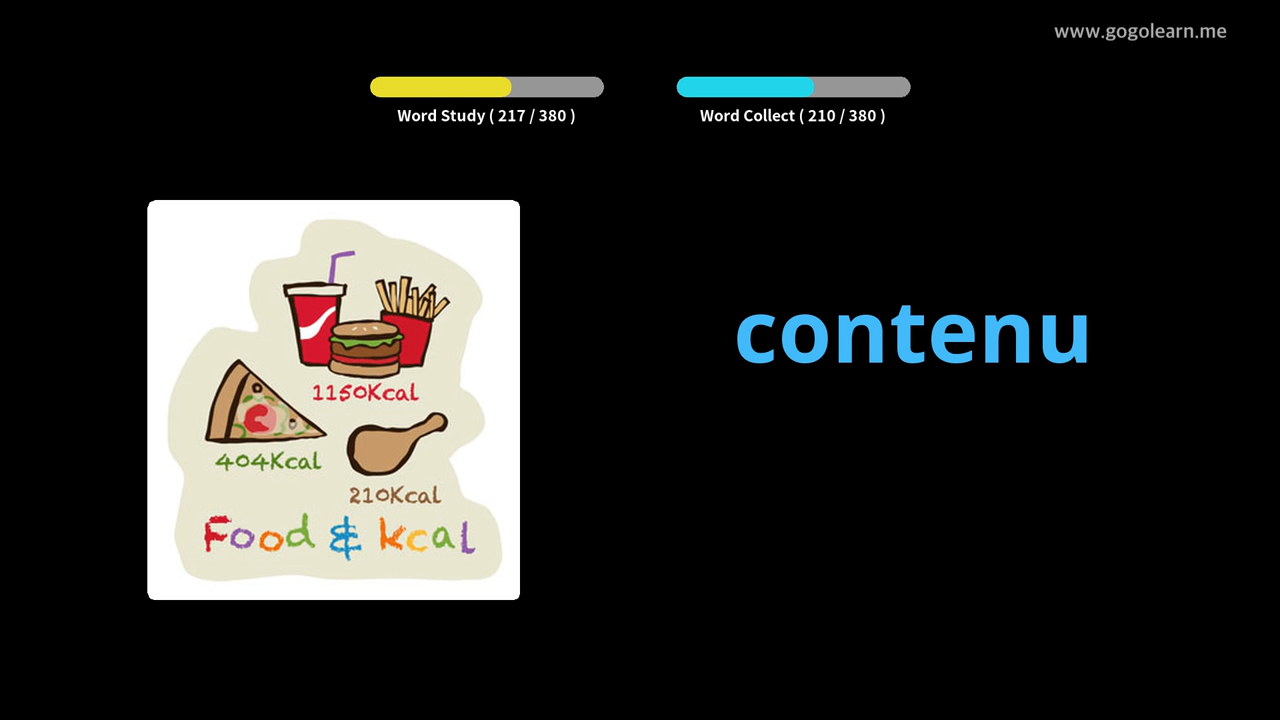 www.gogolearn.me
Word Study ( 217 / 380 )
Word Collect ( 210 / 380 )
contenu
1150Kcal
404Kcal
210Kcal
Food & kcal